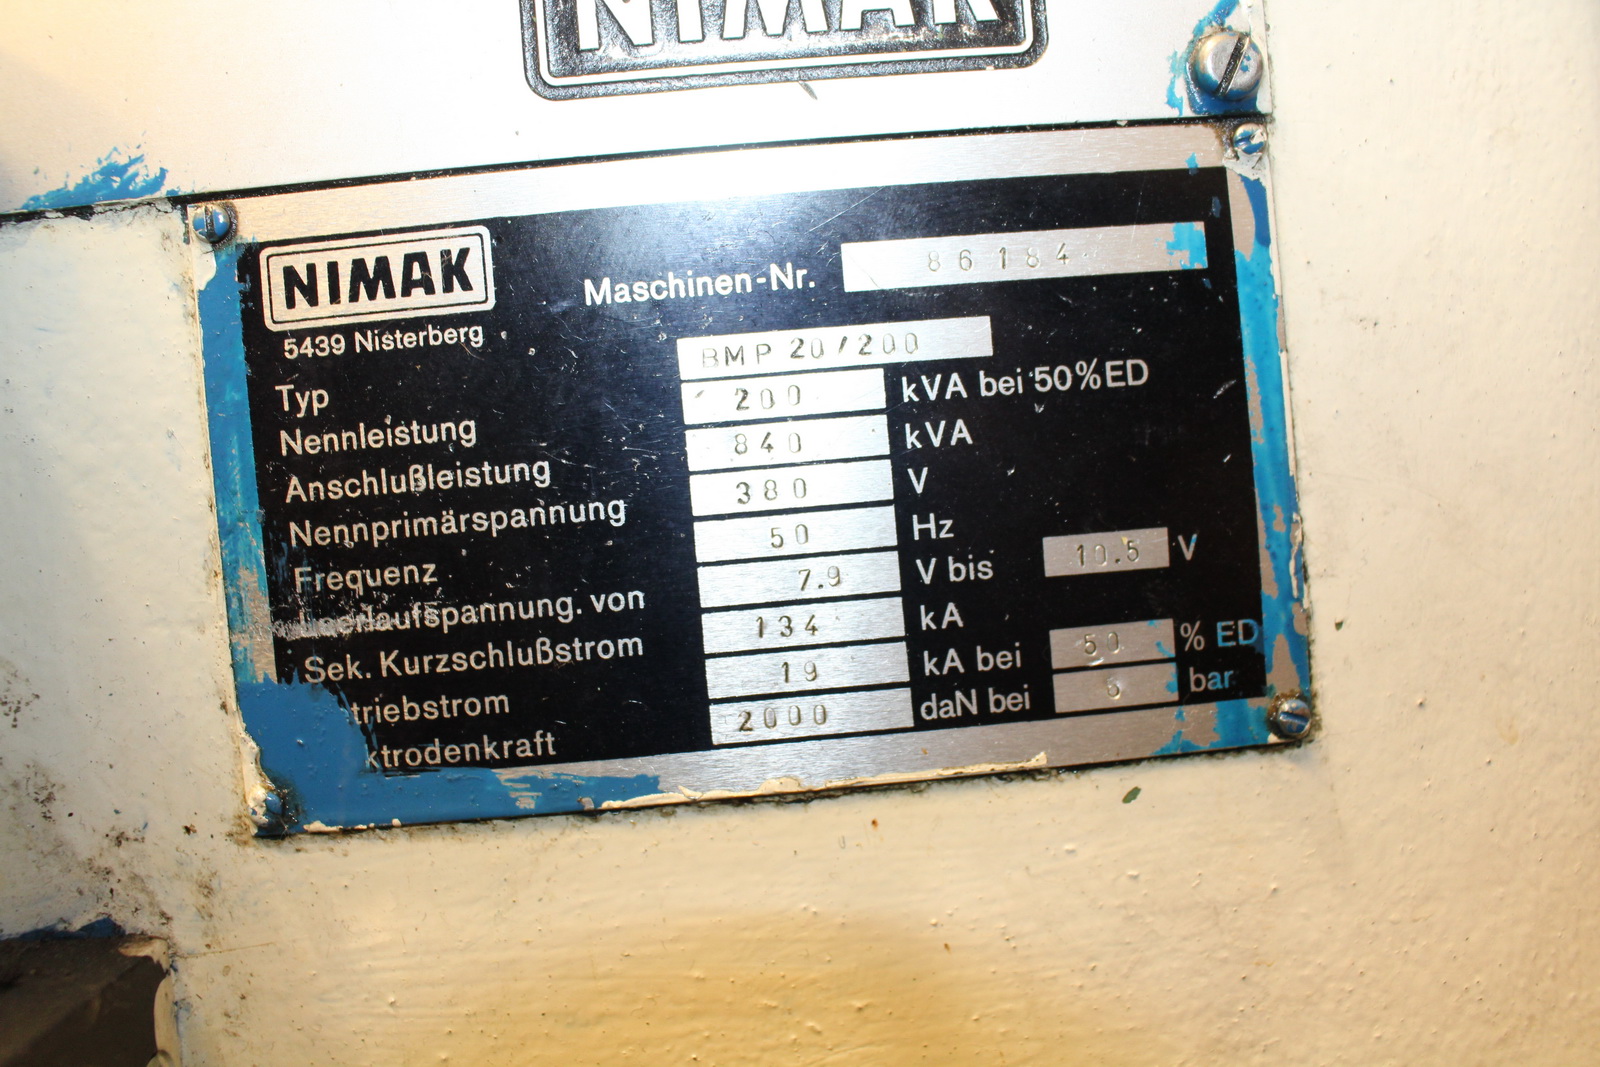 NIMAK
NIMAK
Maschinen-Nr. 86184
5439 Nisterberg
Typ BMP 20/200
Nennleistung 200 kVA bei 50%ED
Anschlußleistung 840 kVA
Nennprimärspannung 380 V
Frequenz 50 Hz
von 7.9 V bis 10.5 V
Sek. Kurzschlußstrom 134 kA
triebstrom 19 kA bei 50 % ED
ktrodenkraft 2000 daN bei 6 bar